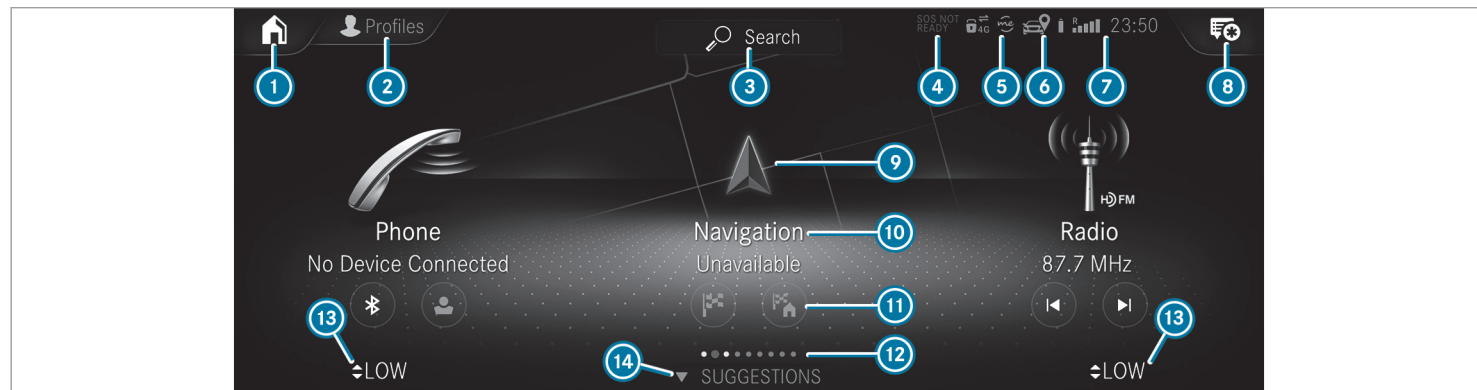 Profiles
Search
SOS NOT
READY
4G
me
R
23:50
1
2
3
4
5
6
7
8
9
HD FM
Phone
Navigation
10
Radio
No Device Connected
Unavailable
87.7 MHz
11
13
13
12
14
LOW
SUGGESTIONS
LOW